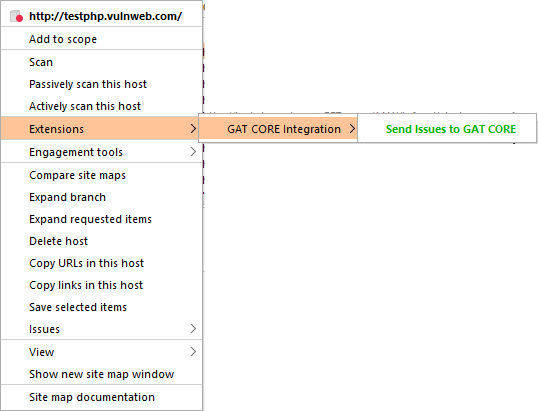 http://testphp.vulnweb.com/
Add to scope
Scan
Passively scan this host
Actively scan this host
Extensions
GAT CORE Integration
Send Issues to GAT CORE
Engagement tools
Compare site maps
Expand branch
Expand requested items
Delete host
Copy URLs in this host
Copy links in this host
Save selected items
Issues
View
Show new site map window
Site map documentation